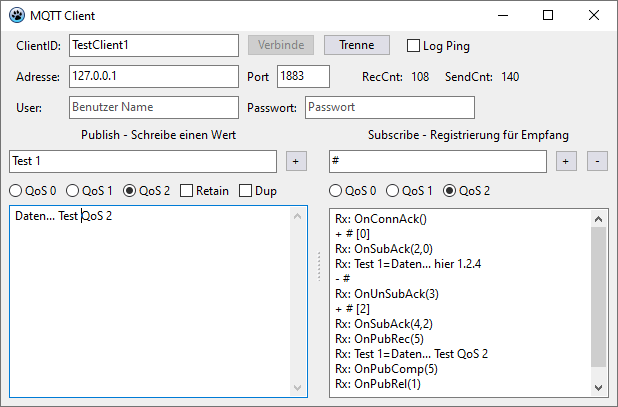 MQTT Client
ClientID: TestClient1 Verbinde Trenne Log Ping
Adresse: 127.0.0.1 Port 1883 RecCnt: 108 SendCnt: 140
User: Benutzer Name Passwort: Passwort
Publish - Schreibe einen Wert
Subscribe - Registrierung für Empfang
Test 1 +
# + -
QoS 0 QoS 1 QoS 2 Retain Dup
QoS 0 QoS 1 QoS 2
Daten... Test QoS 2
Rx: OnConnAck()
+ # [0]
Rx: OnSubAck(2,0)
Rx: Test 1=Daten... hier 1.2.4
- #
Rx: OnUnSubAck(3)
+ # [2]
Rx: OnSubAck(4,2)
Rx: OnPubRec(5)
Rx: Test 1=Daten... Test QoS 2
Rx: OnPubComp(5)
Rx: OnPubRel(1)